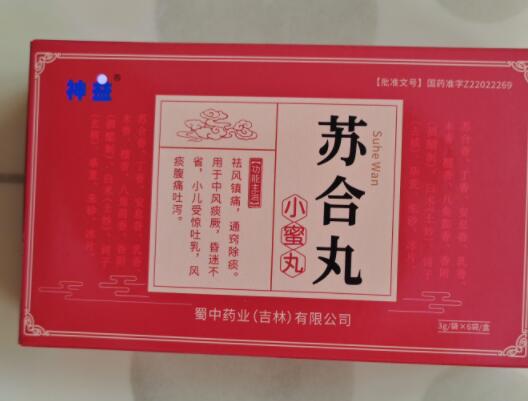 神益®
【批准文号】国药准字Z22022269
苏合丸
Suhe Wan
小蜜丸
【功能主治】
祛风镇痛，通窍除痰。
用于中风痰厥，昏迷不
省，小儿受惊吐乳，风
痰腹痛吐泻。
蜀中药业(吉林)有限公司
3g/袋×6袋/盒